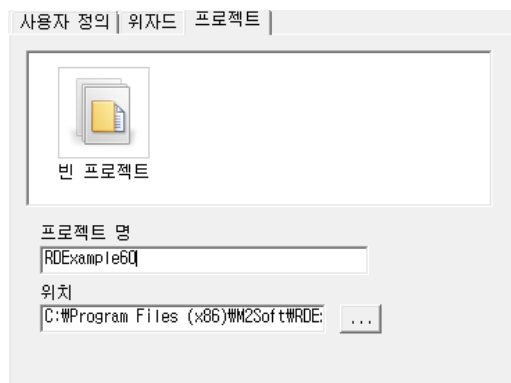 사용자 정의 위자드 프로젝트
빈 프로젝트
프로젝트 명
RDExample60
위치
C:₩Program Files (x86)₩M2Soft₩RDE:
...